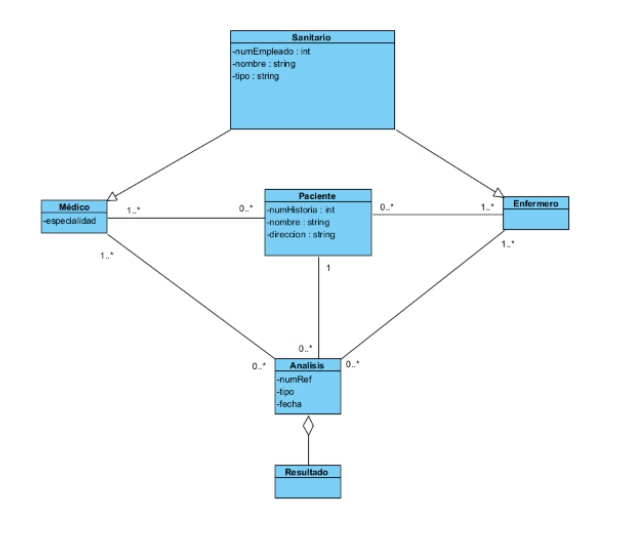 Sanitario
-numEmpleado : int
-nombre : string
-tipo : string
Médico
-especialidad
1..*
0..*
Paciente
-numHistoria : int
-nombre : string
-direccion : string
0..*
1..*
Enfermero
1..*
1
1..*
0..*
0..*
0..*
Analisis
-numRef
-tipo
-fecha
Resultado